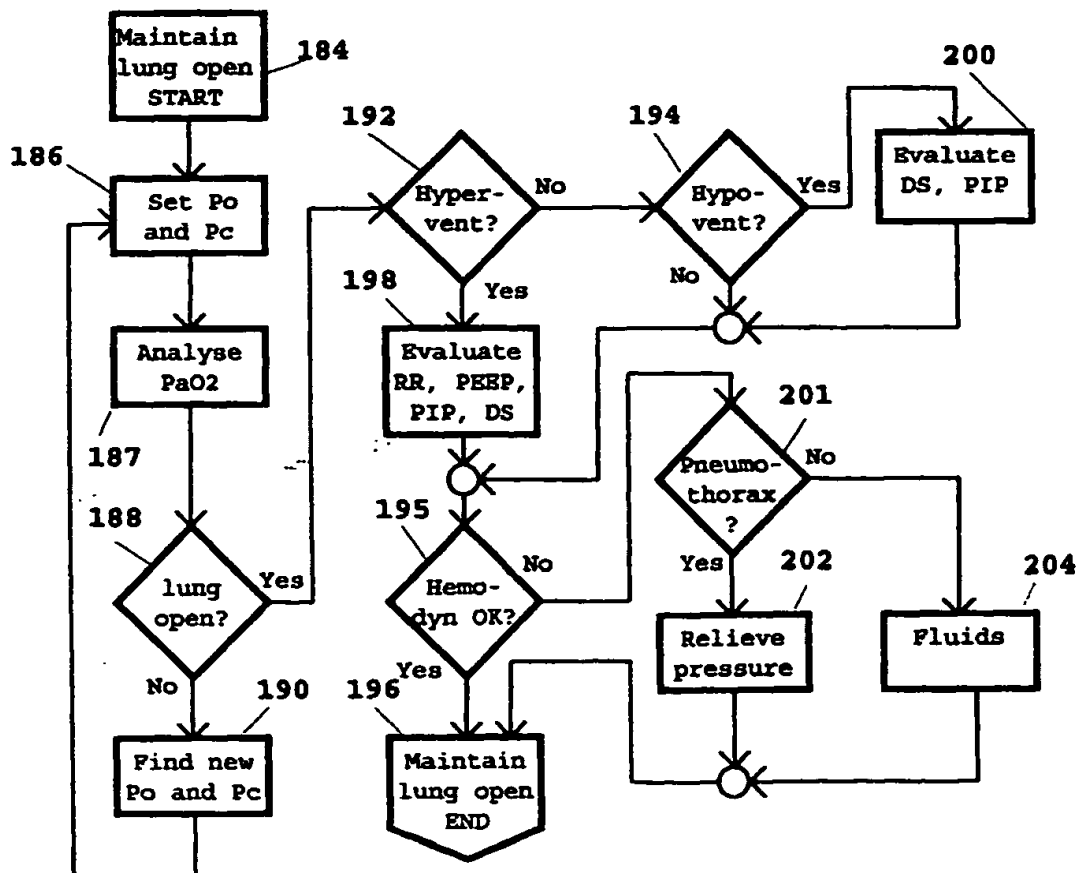 Maintain
lung open
START
184
186
Set Po
and Pc
Analyse
PaO2
187
188
lung
open?
Yes
No
190
Find new
Po and Pc
192
Hyper-
vent?
No
Yes
194
Hypo-
vent?
Yes
No
200
Evaluate
DS, PIP
198
Evaluate
RR, PEEP,
PIP, DS
195
Hemo-
dyn OK?
No
Yes
201
Pneumo-
thorax
?
No
Yes
202
Relieve
pressure
204
Fluids
196
Maintain
lung open
END